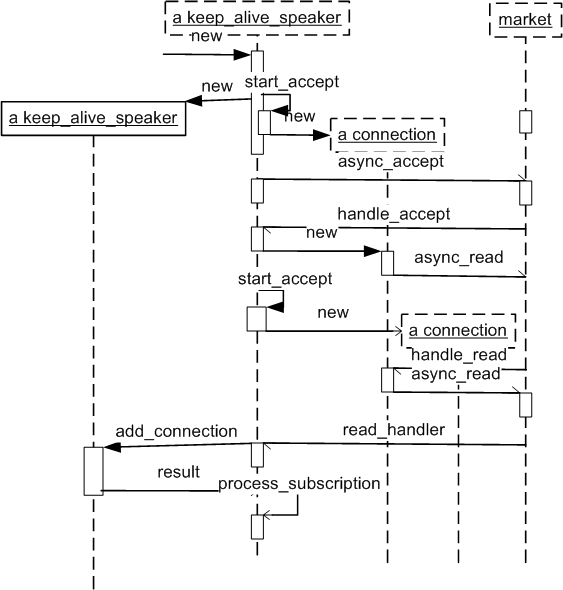 a keep_alive_speaker
market
new
start_accept
new
new
a keep_alive_speaker
a connection
async_accept
handle_accept
new
async_read
start_accept
new
a connection
handle_read
async_read
add_connection
read_handler
result
process_subscription